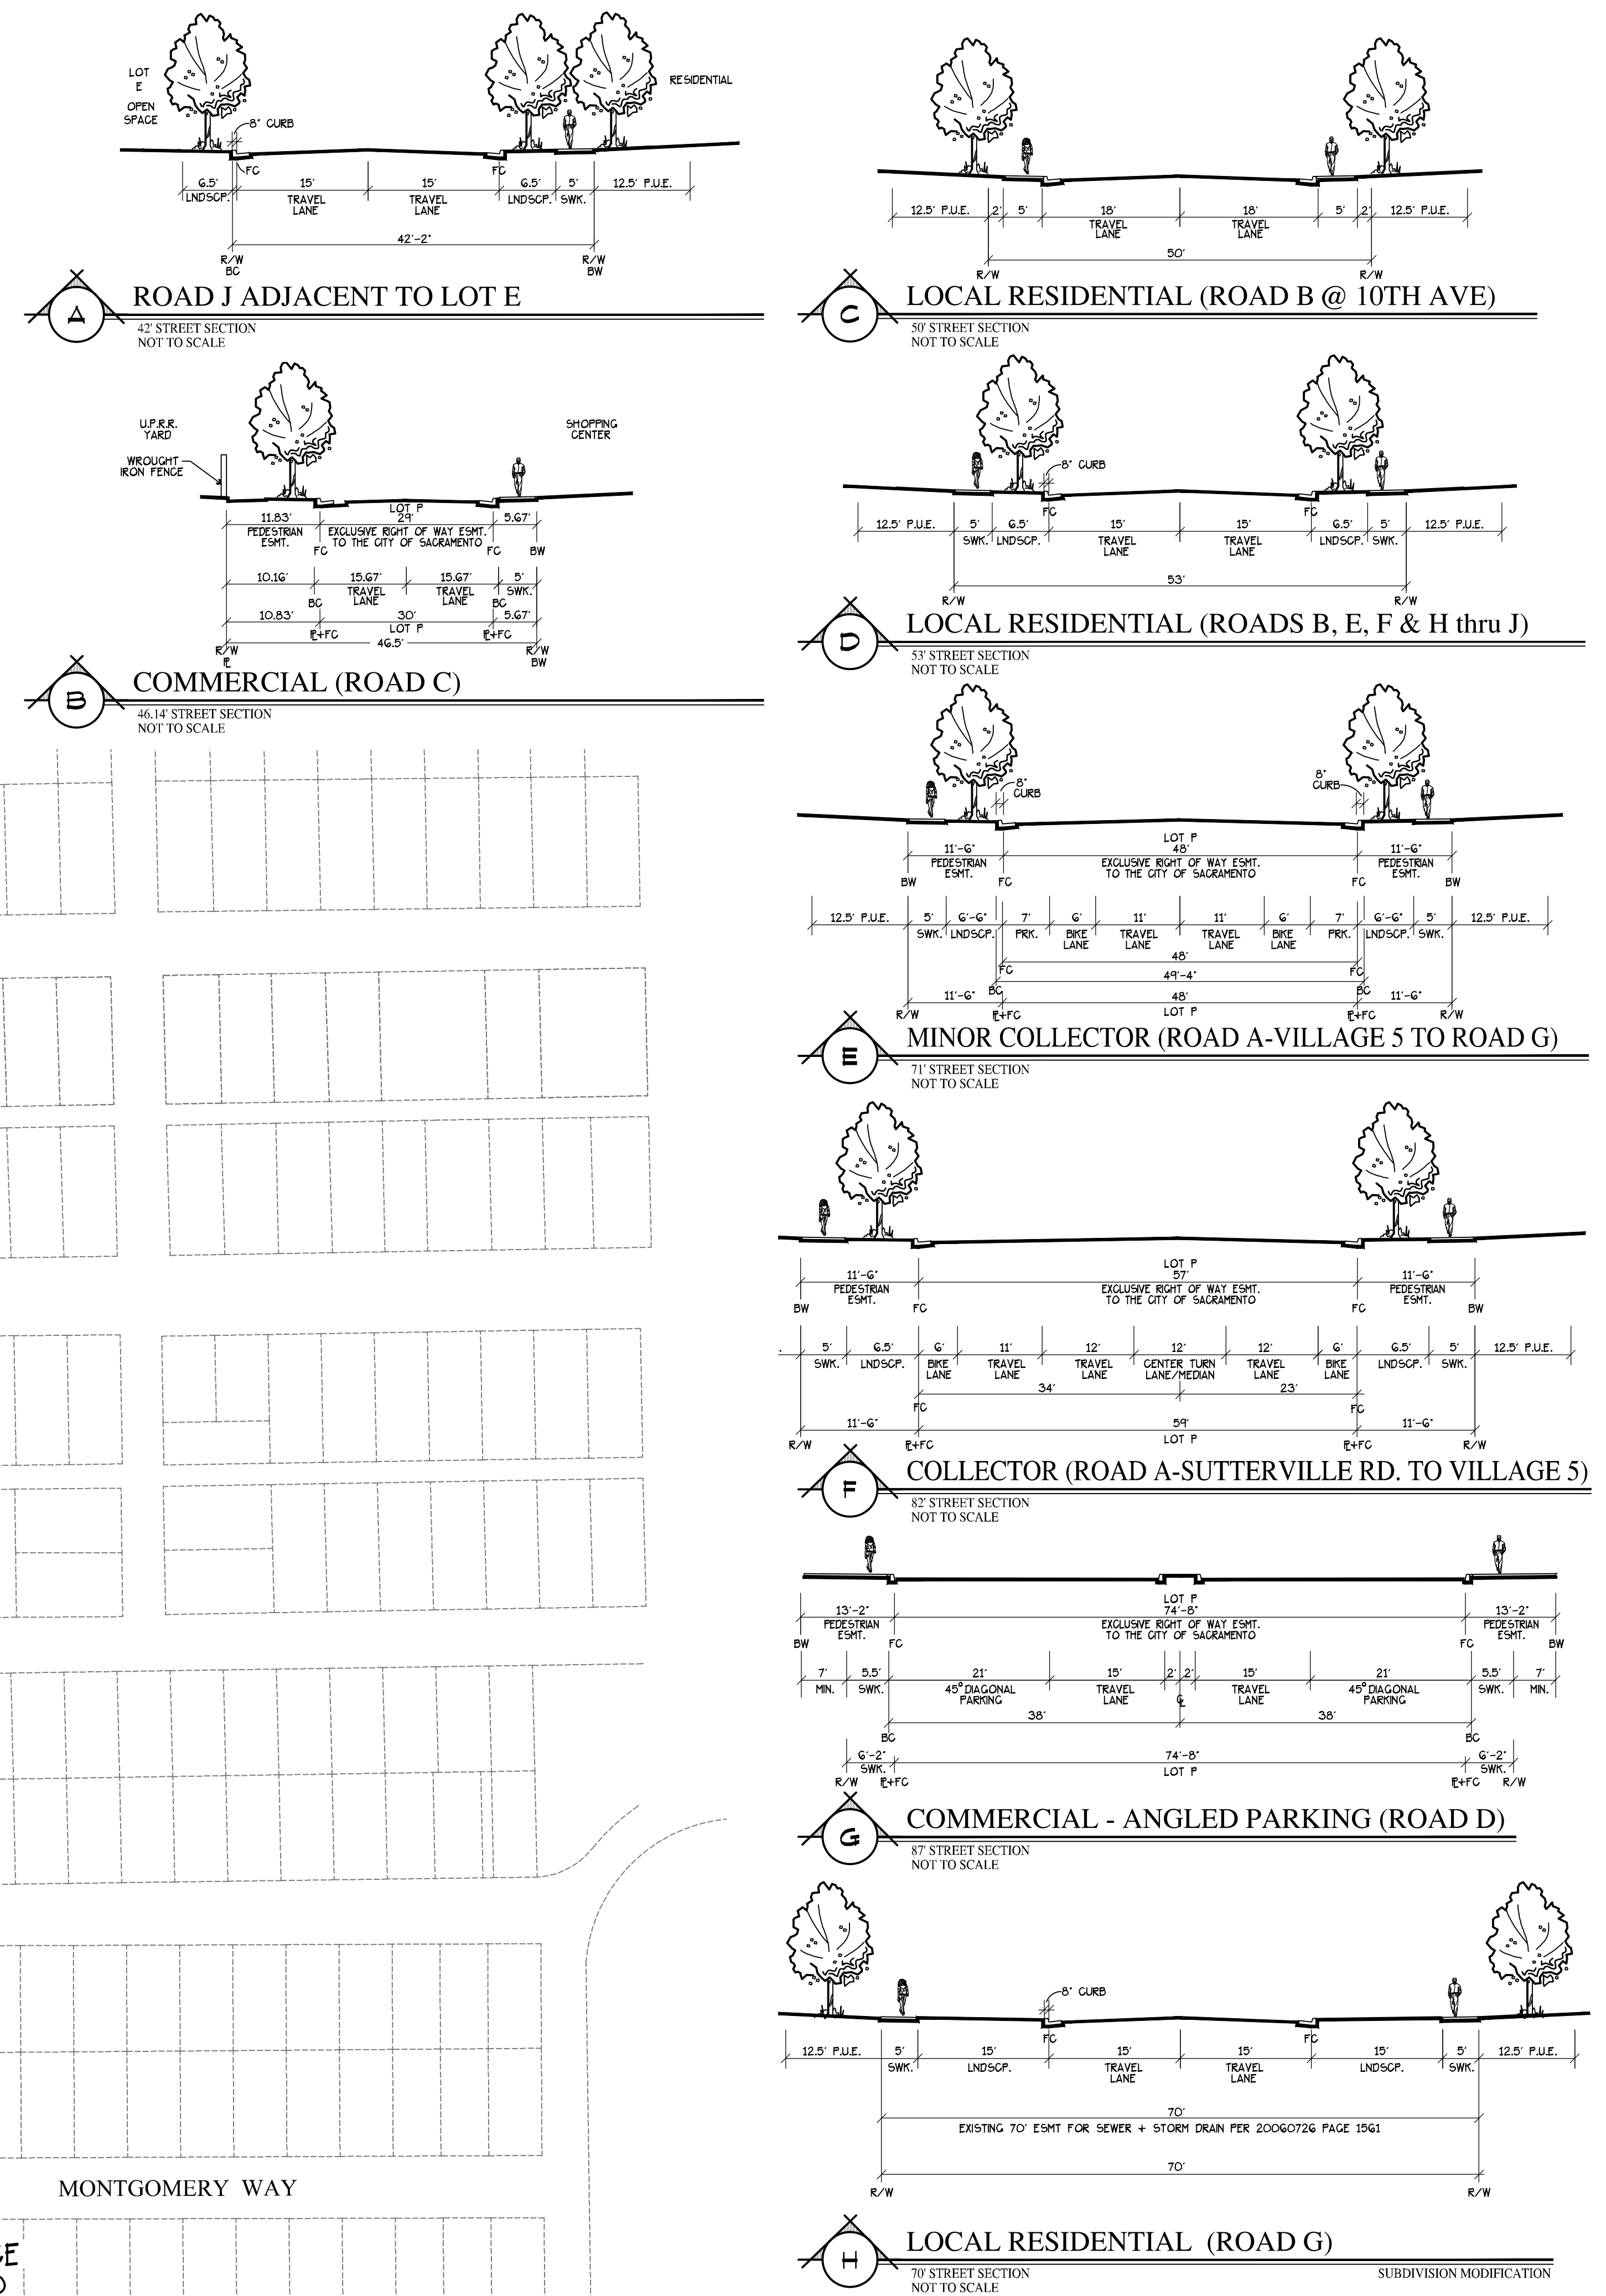 LOT
E
OPEN
SPACE
RESIDENTIAL
8" CURB
FC
FC
6.5' 15' 15' 6.5' 5' 12.5' P.U.E.
LNDSCP. TRAVEL LANE TRAVEL LANE LNDSCP. SWK.
42'-2"
R/W BC
R/W BW
A
ROAD J ADJACENT TO LOT E
42' STREET SECTION
NOT TO SCALE
U.P.R.R.
YARD
SHOPPING
CENTER
WROUGHT
IRON FENCE
LOT P
11.83' 29' 5.67'
PEDESTRIAN ESMT.
EXCLUSIVE RIGHT OF WAY ESMT.
TO THE CITY OF SACRAMENTO
FC FC BW
10.16' 15.67' 15.67' 5'
TRAVEL LANE TRAVEL LANE SWK.
BC BC
10.83' 30' 5.67'
LOT P
PL+FC PL+FC
46.5'
R/W PL
R/W BW
B
COMMERCIAL (ROAD C)
46.14' STREET SECTION
NOT TO SCALE
MONTGOMERY WAY
12.5' P.U.E. 2' 5' 18' 18' 5' 2' 12.5' P.U.E.
TRAVEL LANE TRAVEL LANE
50'
R/W R/W
C
LOCAL RESIDENTIAL (ROAD B @ 10TH AVE)
50' STREET SECTION
NOT TO SCALE
8" CURB
FC FC
12.5' P.U.E. 5' 6.5' 15' 15' 6.5' 5' 12.5' P.U.E.
SWK. LNDSCP. TRAVEL LANE TRAVEL LANE LNDSCP. SWK.
53'
R/W R/W
D
LOCAL RESIDENTIAL (ROADS B, E, F & H thru J)
53' STREET SECTION
NOT TO SCALE
8" CURB
8" CURB
LOT P
11'-6" 48' 11'-6"
PEDESTRIAN ESMT.
EXCLUSIVE RIGHT OF WAY ESMT.
TO THE CITY OF SACRAMENTO
PEDESTRIAN ESMT.
BW FC FC BW
12.5' P.U.E. 5' 6'-6" 7' 6' 11' 11' 6' 7' 6'-6" 5' 12.5' P.U.E.
SWK. LNDSCP. PRK. BIKE LANE TRAVEL LANE TRAVEL LANE BIKE LANE PRK. LNDSCP. SWK.
48'
FC FC
49'-4"
BC BC
11'-6" 48' 11'-6"
R/W PL+FC LOT P PL+FC R/W
E
MINOR COLLECTOR (ROAD A-VILLAGE 5 TO ROAD G)
71' STREET SECTION
NOT TO SCALE
LOT P
11'-6" 57' 11'-6"
PEDESTRIAN ESMT.
EXCLUSIVE RIGHT OF WAY ESMT.
TO THE CITY OF SACRAMENTO
PEDESTRIAN ESMT.
BW FC FC BW
5' 6.5' 6' 11' 12' 12' 12' 6' 6.5' 5' 12.5' P.U.E.
SWK. LNDSCP. BIKE LANE TRAVEL LANE TRAVEL LANE CENTER TURN LANE/MEDIAN TRAVEL LANE BIKE LANE LNDSCP. SWK.
34' 23'
FC FC
11'-6" 59' 11'-6"
R/W PL+FC LOT P PL+FC R/W
F
COLLECTOR (ROAD A-SUTTERVILLE RD. TO VILLAGE 5)
82' STREET SECTION
NOT TO SCALE
LOT P
13'-2" 74'-8" 13'-2"
PEDESTRIAN ESMT.
EXCLUSIVE RIGHT OF WAY ESMT.
TO THE CITY OF SACRAMENTO
PEDESTRIAN ESMT.
BW FC FC BW
7' 5.5' 21' 15' 2' 2' 15' 21' 5.5' 7'
MIN. SWK. 45° DIAGONAL PARKING TRAVEL LANE CL TRAVEL LANE 45° DIAGONAL PARKING SWK. MIN.
38' 38'
BC BC
6'-2" 74'-8" 6'-2"
SWK. LOT P SWK.
R/W PL+FC PL+FC R/W
G
COMMERCIAL - ANGLED PARKING (ROAD D)
87' STREET SECTION
NOT TO SCALE
8" CURB
FC FC
12.5' P.U.E. 5' 15' 15' 15' 15' 5' 12.5' P.U.E.
SWK. LNDSCP. TRAVEL LANE TRAVEL LANE LNDSCP. SWK.
70'
EXISTING 70' ESMT FOR SEWER + STORM DRAIN PER 20060726 PAGE 1561
70'
R/W R/W
H
LOCAL RESIDENTIAL (ROAD G)
70' STREET SECTION
NOT TO SCALE
SUBDIVISION MODIFICATION